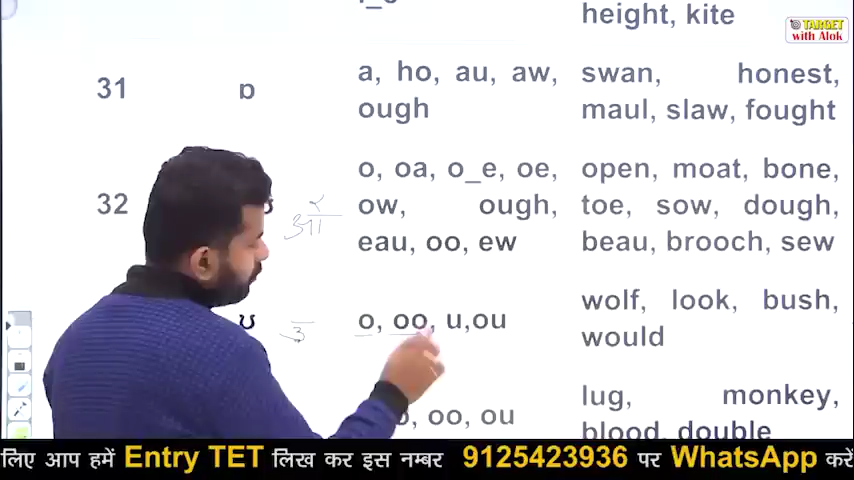 height, kite
TARGET
with Alok
31
ɒ
a, ho, au, aw,
ough
swan, honest,
maul, slaw, fought
32
o, oa, o_e, oe,
ow, ough,
eau, oo, ew
open, moat, bone,
toe, sow, dough,
beau, brooch, sew
ʊ
o, oo, u,ou
wolf, look, bush,
would
oo, ou
lug, monkey,
blood, double
लिए आप हमें Entry TET लिख कर इस नम्बर 9125423936 पर WhatsApp करें